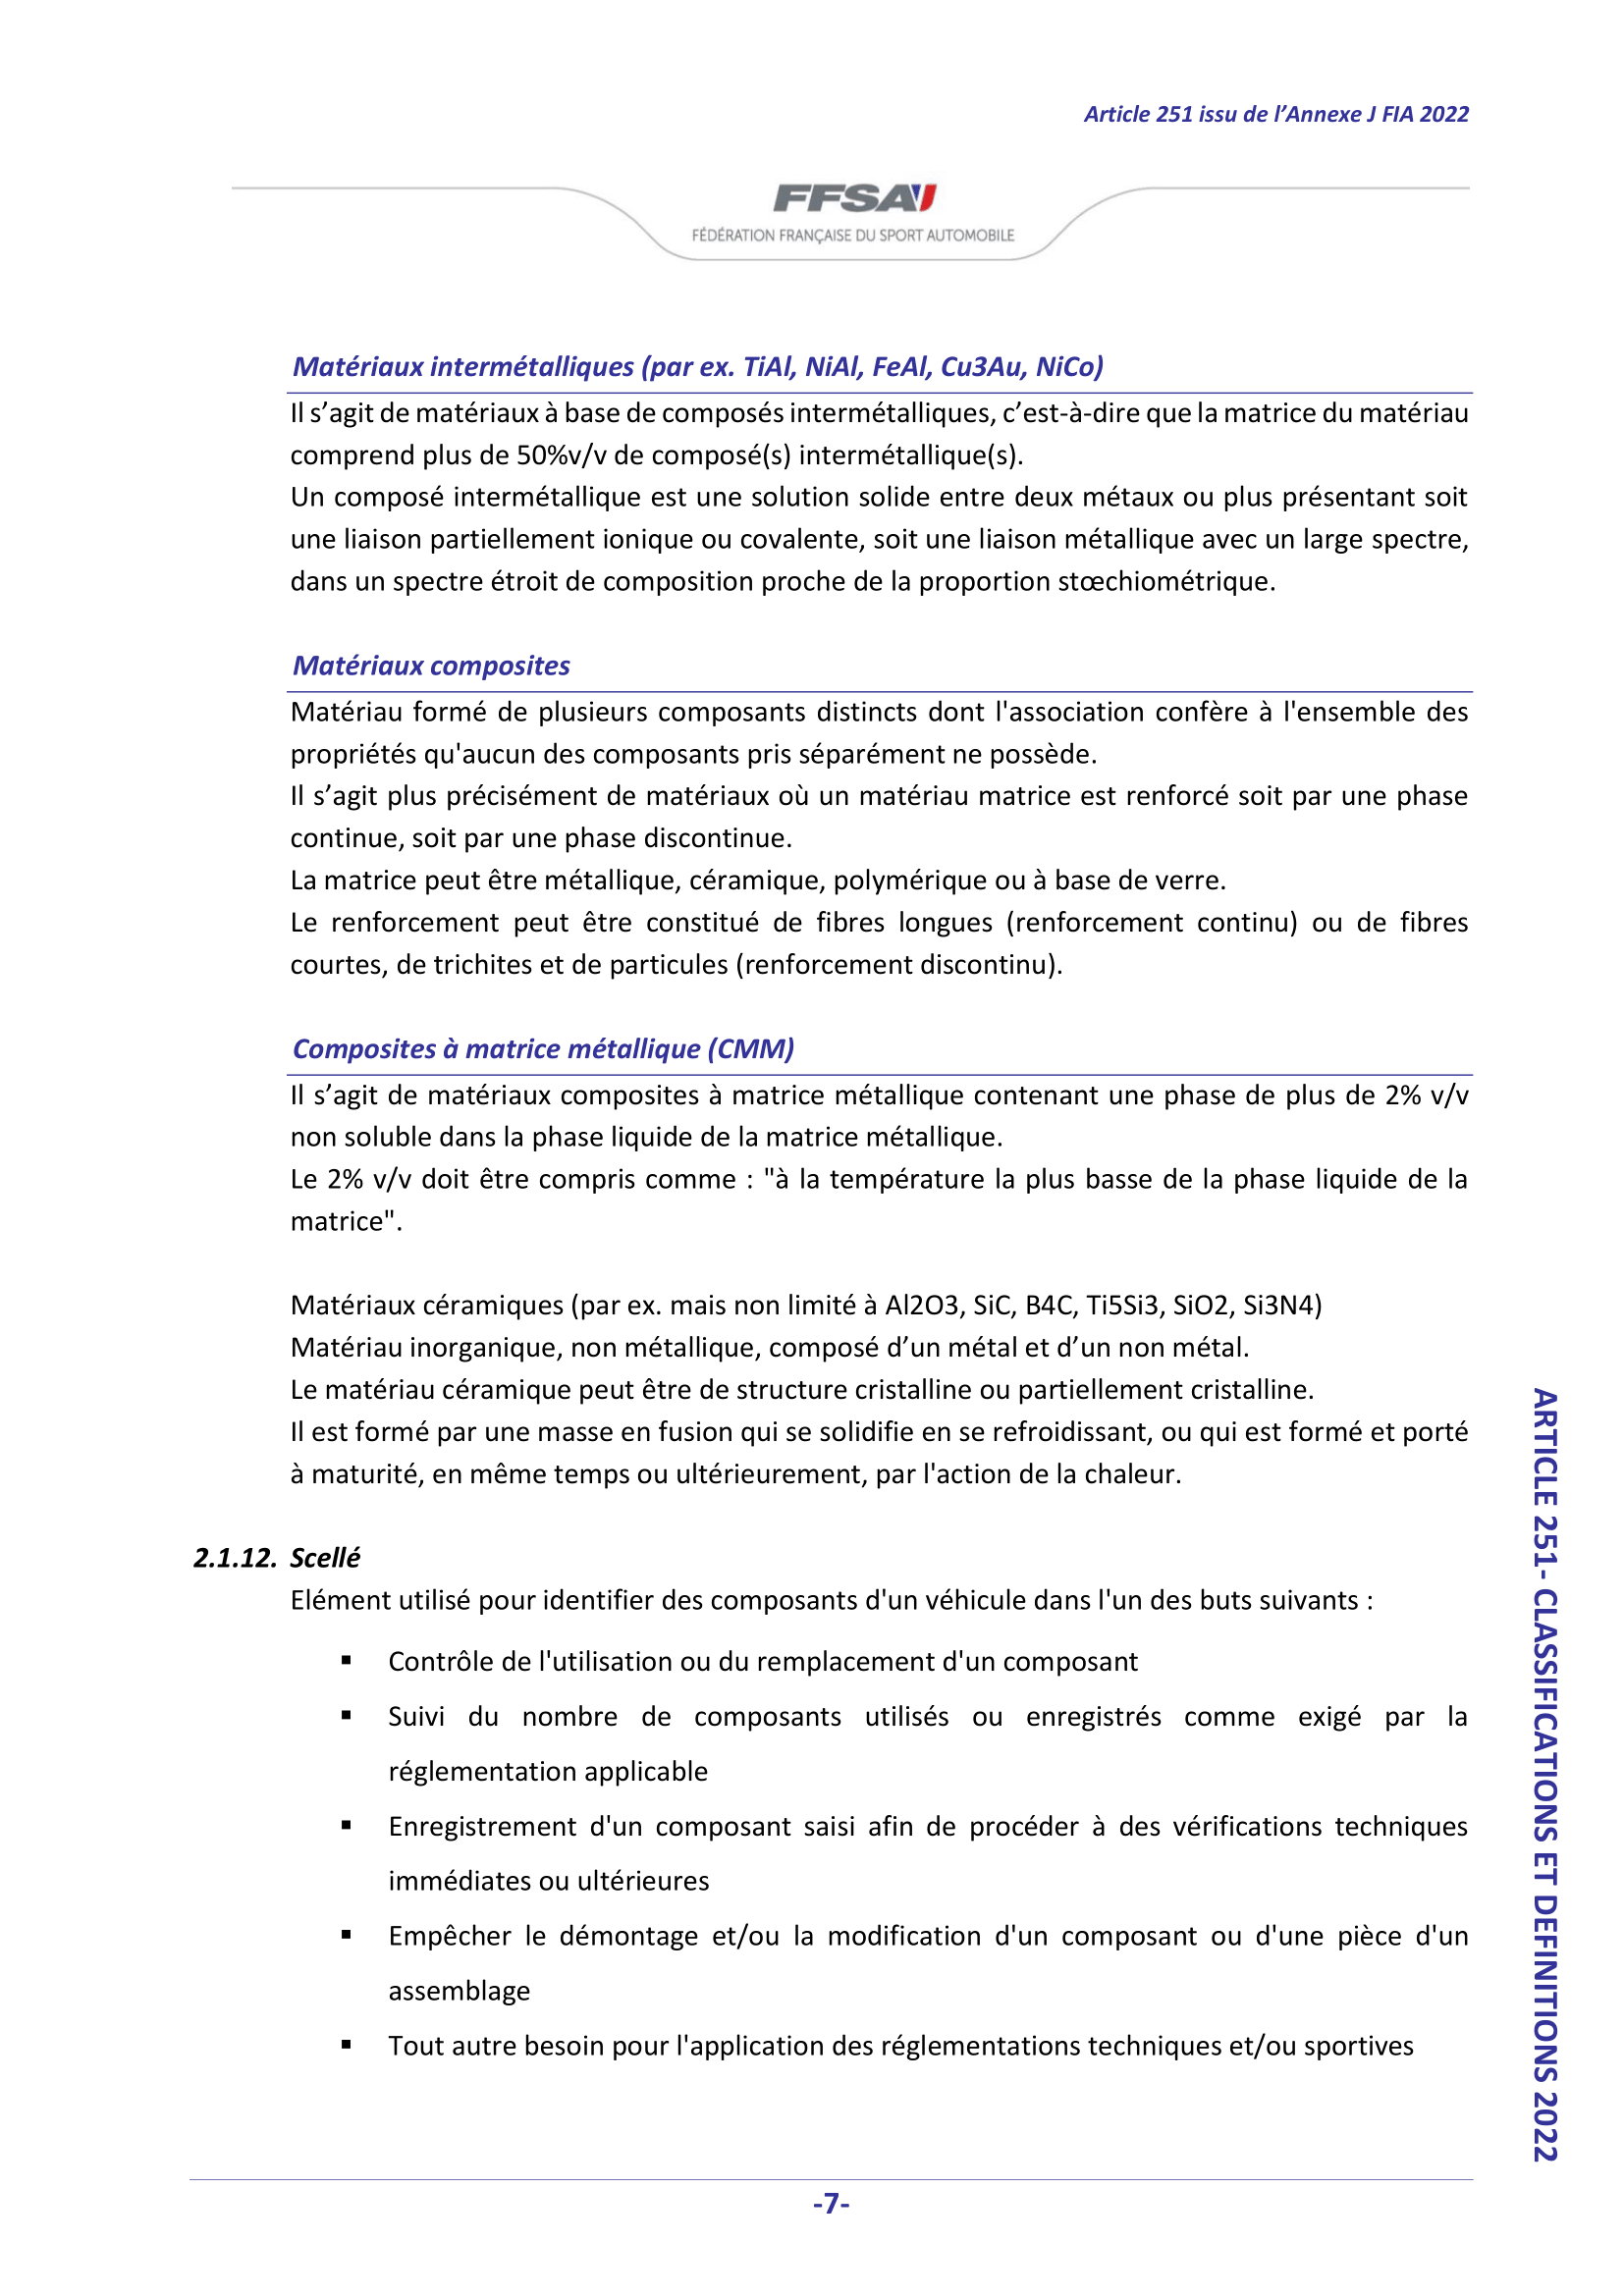 Article 251 issu de l’Annexe J FIA 2022
FFSA
FÉDÉRATION FRANÇAISE DU SPORT AUTOMOBILE
Matériaux intermétalliques (par ex. TiAl, NiAl, FeAl, Cu3Au, NiCo)
Il s’agit de matériaux à base de composés intermétalliques, c’est-à-dire que la matrice du matériau
comprend plus de 50%v/v de composé(s) intermétallique(s).
Un composé intermétallique est une solution solide entre deux métaux ou plus présentant soit
une liaison partiellement ionique ou covalente, soit une liaison métallique avec un large spectre,
dans un spectre étroit de composition proche de la proportion stœchiométrique.
Matériaux composites
Matériau formé de plusieurs composants distincts dont l'association confère à l'ensemble des
propriétés qu'aucun des composants pris séparément ne possède.
Il s’agit plus précisément de matériaux où un matériau matrice est renforcé soit par une phase
continue, soit par une phase discontinue.
La matrice peut être métallique, céramique, polymérique ou à base de verre.
Le renforcement peut être constitué de fibres longues (renforcement continu) ou de fibres
courtes, de trichites et de particules (renforcement discontinu).
Composites à matrice métallique (CMM)
Il s’agit de matériaux composites à matrice métallique contenant une phase de plus de 2% v/v
non soluble dans la phase liquide de la matrice métallique.
Le 2% v/v doit être compris comme : "à la température la plus basse de la phase liquide de la
matrice".
Matériaux céramiques (par ex. mais non limité à Al2O3, SiC, B4C, Ti5Si3, SiO2, Si3N4)
Matériau inorganique, non métallique, composé d’un métal et d’un non métal.
Le matériau céramique peut être de structure cristalline ou partiellement cristalline.
Il est formé par une masse en fusion qui se solidifie en se refroidissant, ou qui est formé et porté
à maturité, en même temps ou ultérieurement, par l'action de la chaleur.
2.1.12. Scellé
Elément utilisé pour identifier des composants d'un véhicule dans l'un des buts suivants :
▪ Contrôle de l'utilisation ou du remplacement d'un composant
▪ Suivi du nombre de composants utilisés ou enregistrés comme exigé par la
réglementation applicable
▪ Enregistrement d'un composant saisi afin de procéder à des vérifications techniques
immédiates ou ultérieures
▪ Empêcher le démontage et/ou la modification d'un composant ou d'une pièce d'un
assemblage
▪ Tout autre besoin pour l'application des réglementations techniques et/ou sportives
ARTICLE 251- CLASSIFICATIONS ET DEFINITIONS 2022
-7-